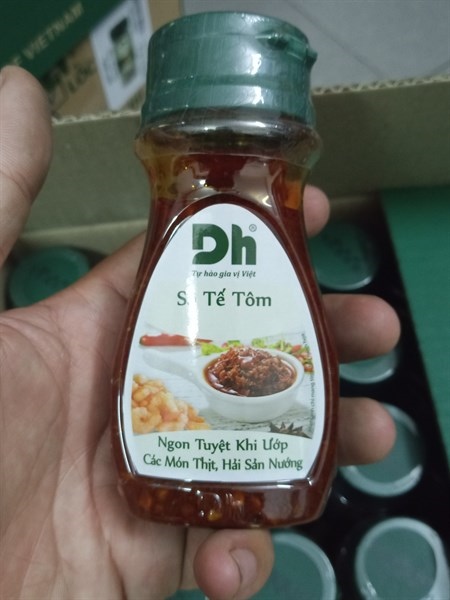 VIETNAM
Dh®
Tự hào gia vị Việt
Sa Tế Tôm
Ngon Tuyệt Khi Ướp
Các Món Thịt, Hải Sản Nướng